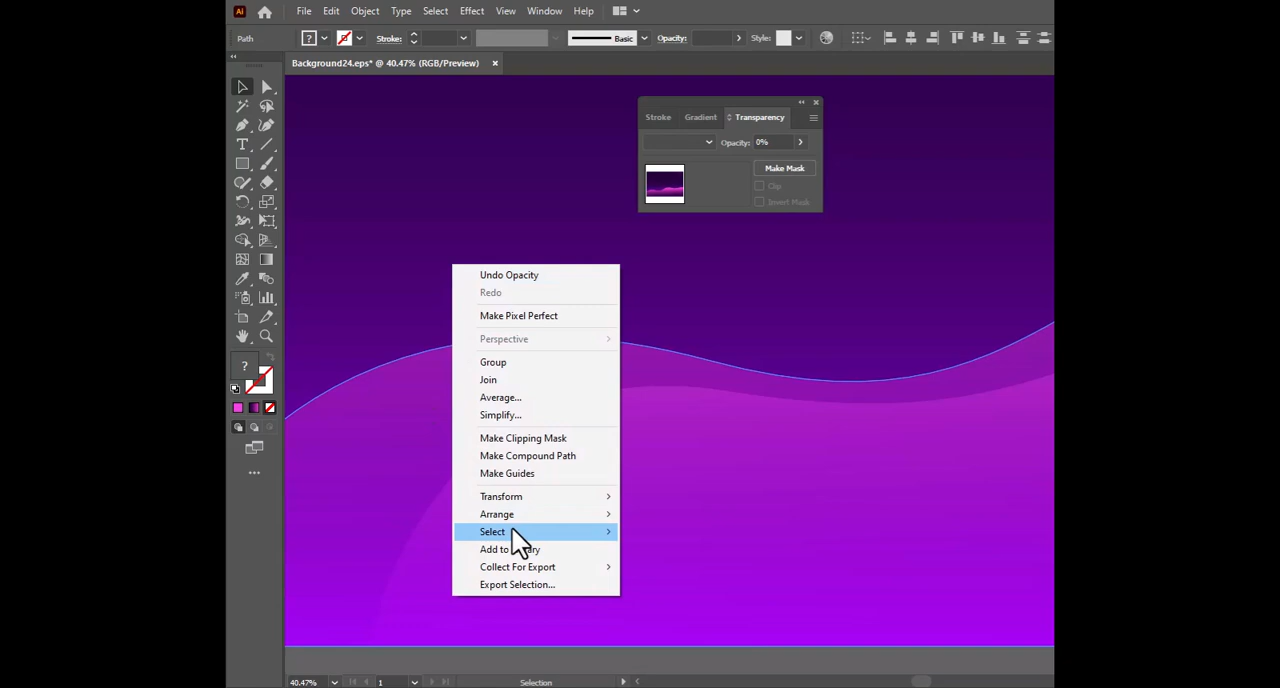 Ai File Edit Object Type Select Effect View Window Help
Path ? Stroke: Basic Opacity: Style:
Background24.eps* @ 40.47% (RGB/Preview) ×
Stroke Gradient Transparency
Opacity: 0%
Make Mask
Clip
Invert Mask
Undo Opacity
Redo
Make Pixel Perfect
Perspective
Group
Join
Average...
Simplify...
Make Clipping Mask
Make Compound Path
Make Guides
Transform
Arrange
Select
Add to
Collect For Export
Export Selection...
T
?
40.47% 1 Selection